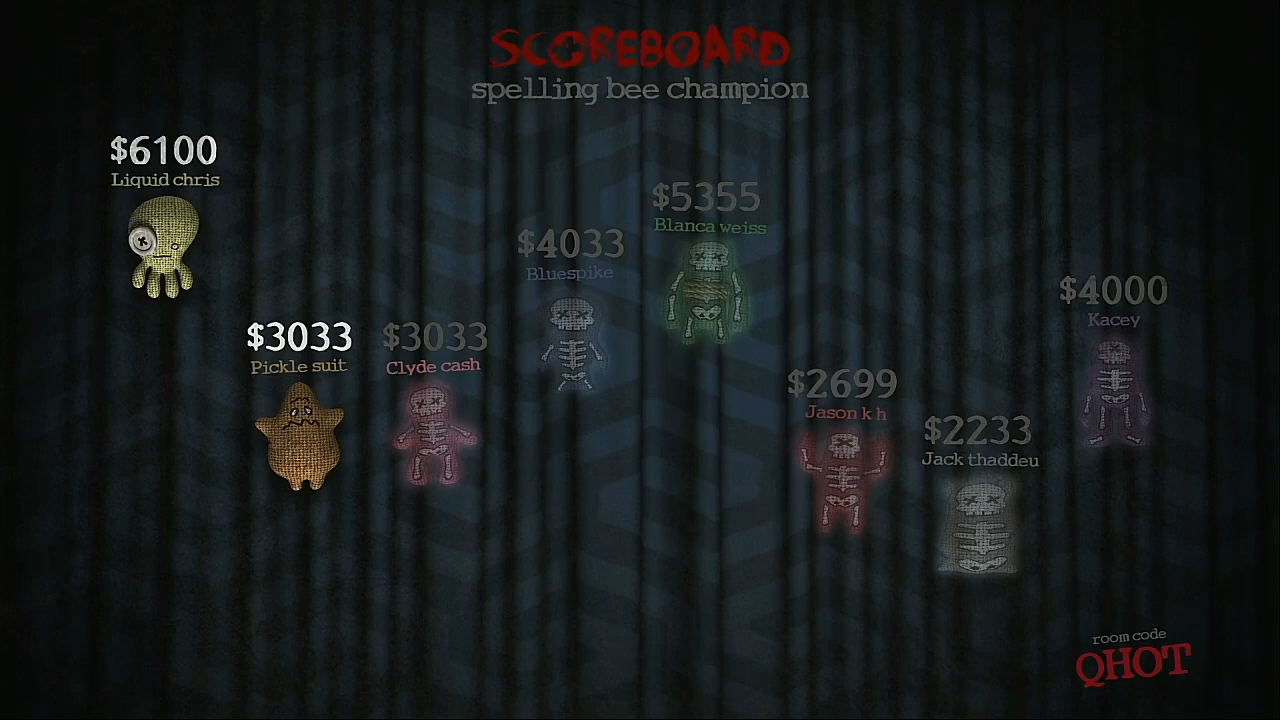 SCOREBOARD
spelling bee champion
$6100
Liquid chris
$3033
Pickle suit
$3033
Clyde cash
$4033
Bluespike
$5355
Blanca weiss
$2699
Jason k h
$2233
Jack thaddeu
$4000
Kacey
room code
QHOT